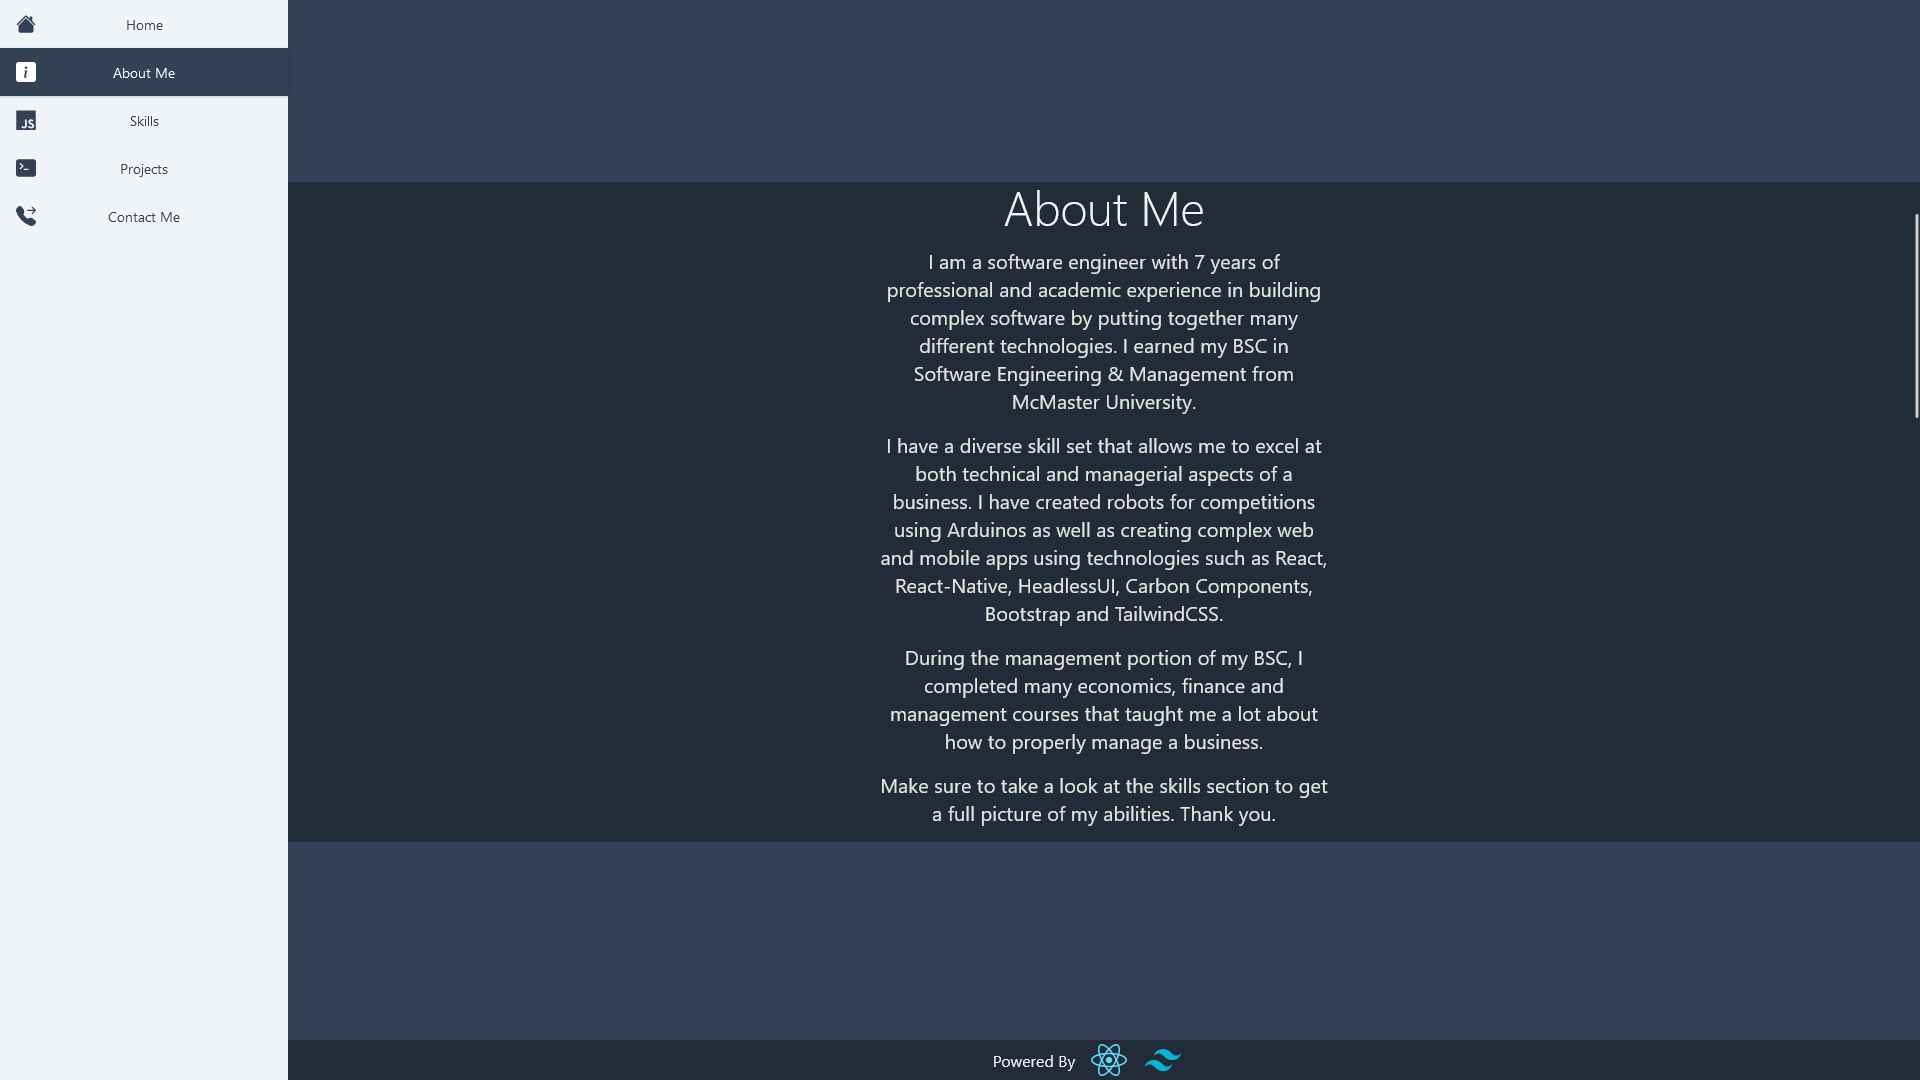 Home
About Me
Skills
Projects
Contact Me
About Me
I am a software engineer with 7 years of
professional and academic experience in building
complex software by putting together many
different technologies. I earned my BSC in
Software Engineering & Management from
McMaster University.
I have a diverse skill set that allows me to excel at
both technical and managerial aspects of a
business. I have created robots for competitions
using Arduinos as well as creating complex web
and mobile apps using technologies such as React,
React-Native, HeadlessUI, Carbon Components,
Bootstrap and TailwindCSS.
During the management portion of my BSC, I
completed many economics, finance and
management courses that taught me a lot about
how to properly manage a business.
Make sure to take a look at the skills section to get
a full picture of my abilities. Thank you.
Powered By